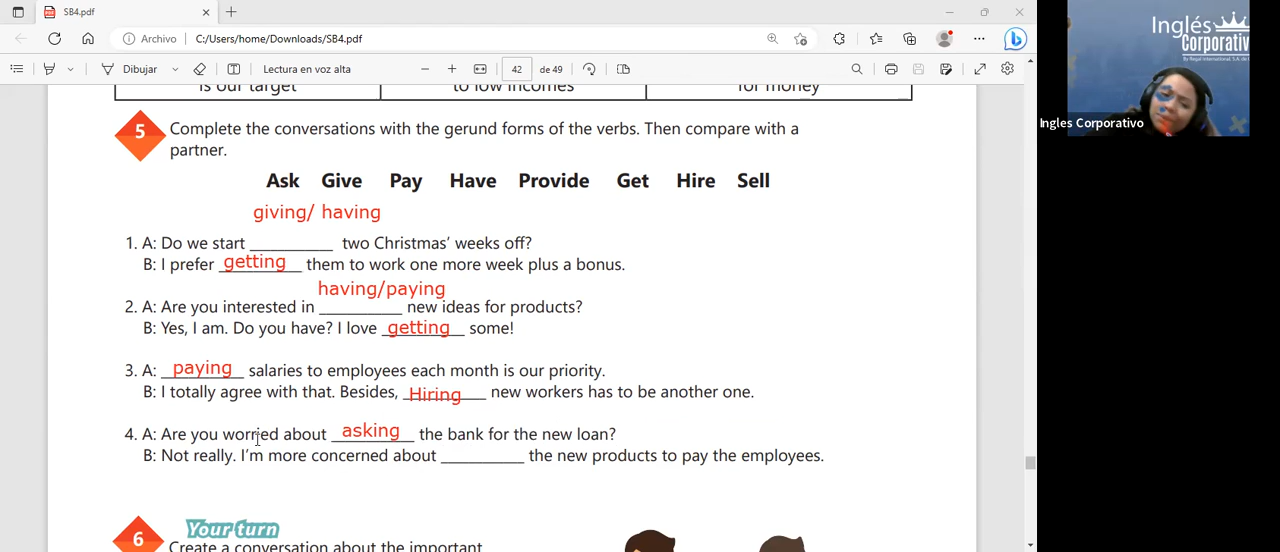 SB4.pdf
Archivo
C:/Users/home/Downloads/SB4.pdf
Dibujar
Lectura en voz alta
42
de 49
is our target
to low incomes
for money
5
Complete the conversations with the gerund forms of the verbs. Then compare with a
partner.
Ask Give Pay Have Provide Get Hire Sell
giving/ having
1. A: Do we start __________ two Christmas' weeks off?
B: I prefer getting them to work one more week plus a bonus.
having/paying
2. A: Are you interested in __________ new ideas for products?
B: Yes, I am. Do you have? I love getting some!
3. A: paying salaries to employees each month is our priority.
B: I totally agree with that. Besides, Hiring new workers has to be another one.
4. A: Are you worried about asking the bank for the new loan?
B: Not really. I'm more concerned about __________ the new products to pay the employees.
6
Your turn
Create a conversation about the important
Inglés
Corporativo
By Regal International, S.A. de
Ingles Corporativo